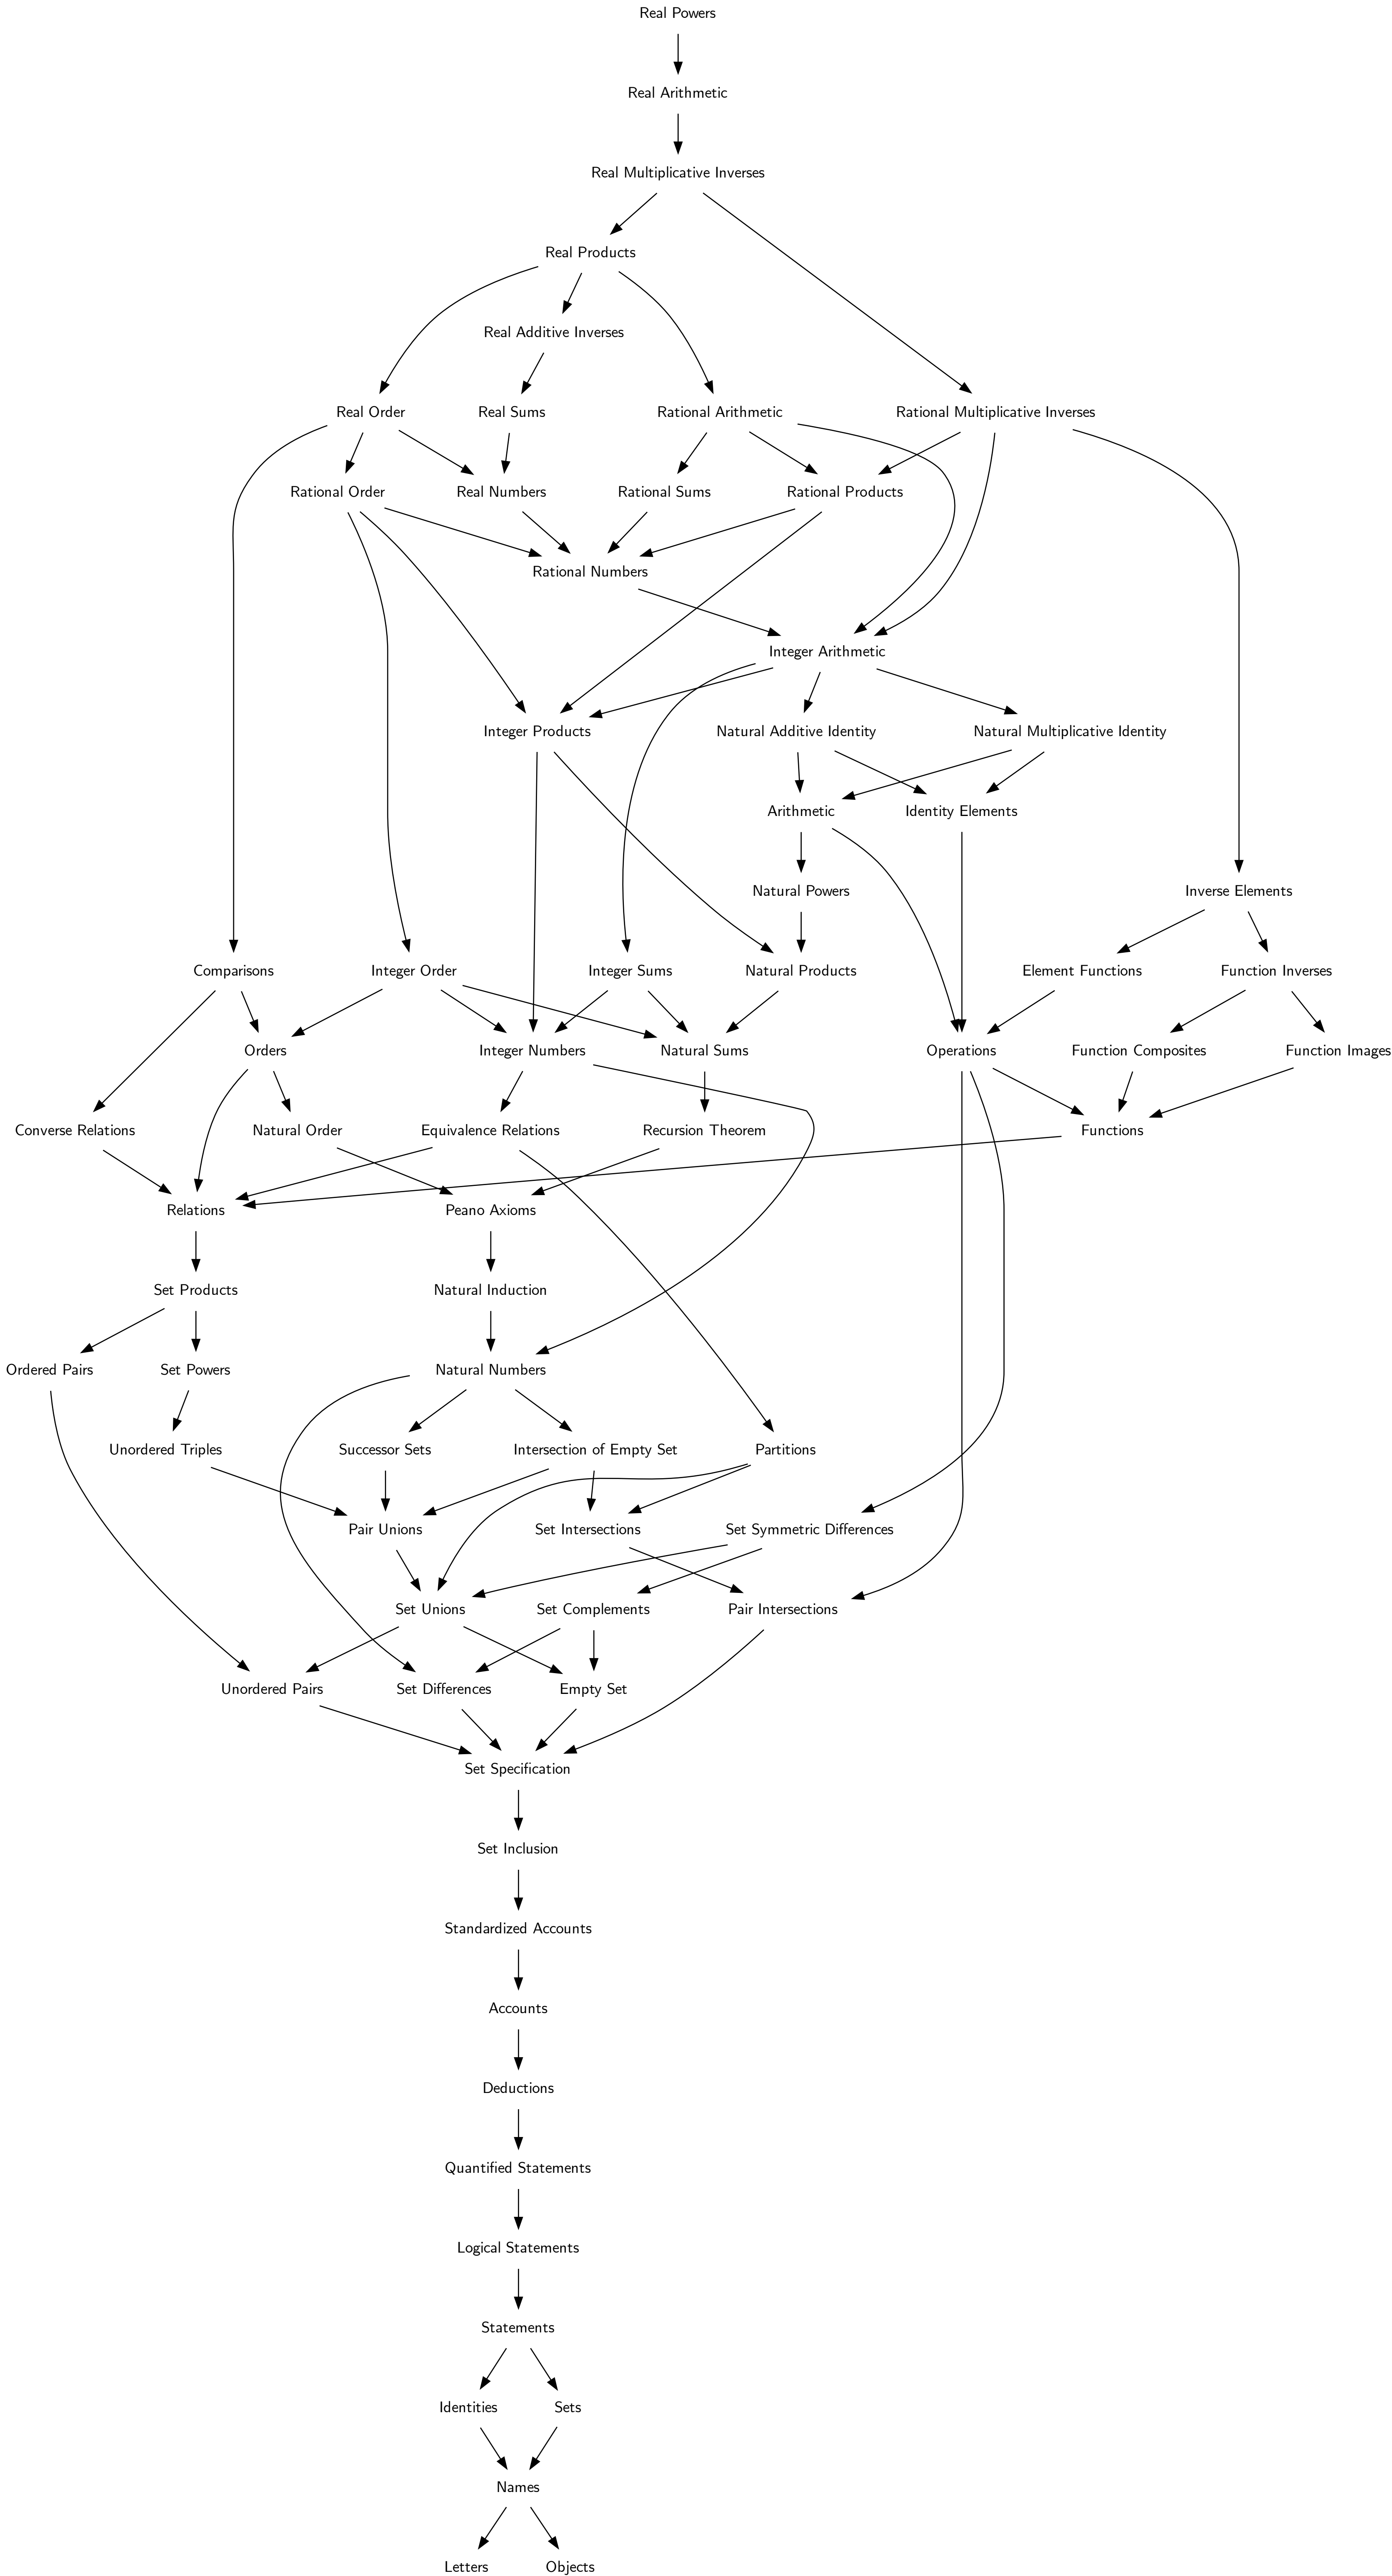 Real Powers
Real Arithmetic
Real Multiplicative Inverses
Real Products
Real Additive Inverses
Real Order
Real Sums
Rational Arithmetic
Rational Multiplicative Inverses
Rational Order
Real Numbers
Rational Sums
Rational Products
Rational Numbers
Integer Arithmetic
Integer Products
Natural Additive Identity
Natural Multiplicative Identity
Arithmetic
Identity Elements
Natural Powers
Inverse Elements
Comparisons
Integer Order
Integer Sums
Natural Products
Element Functions
Function Inverses
Orders
Integer Numbers
Natural Sums
Operations
Function Composites
Function Images
Converse Relations
Natural Order
Equivalence Relations
Recursion Theorem
Functions
Relations
Peano Axioms
Set Products
Natural Induction
Ordered Pairs
Set Powers
Natural Numbers
Unordered Triples
Successor Sets
Intersection of Empty Set
Partitions
Pair Unions
Set Intersections
Set Symmetric Differences
Set Unions
Set Complements
Pair Intersections
Unordered Pairs
Set Differences
Empty Set
Set Specification
Set Inclusion
Standardized Accounts
Accounts
Deductions
Quantified Statements
Logical Statements
Statements
Identities
Sets
Names
Letters
Objects